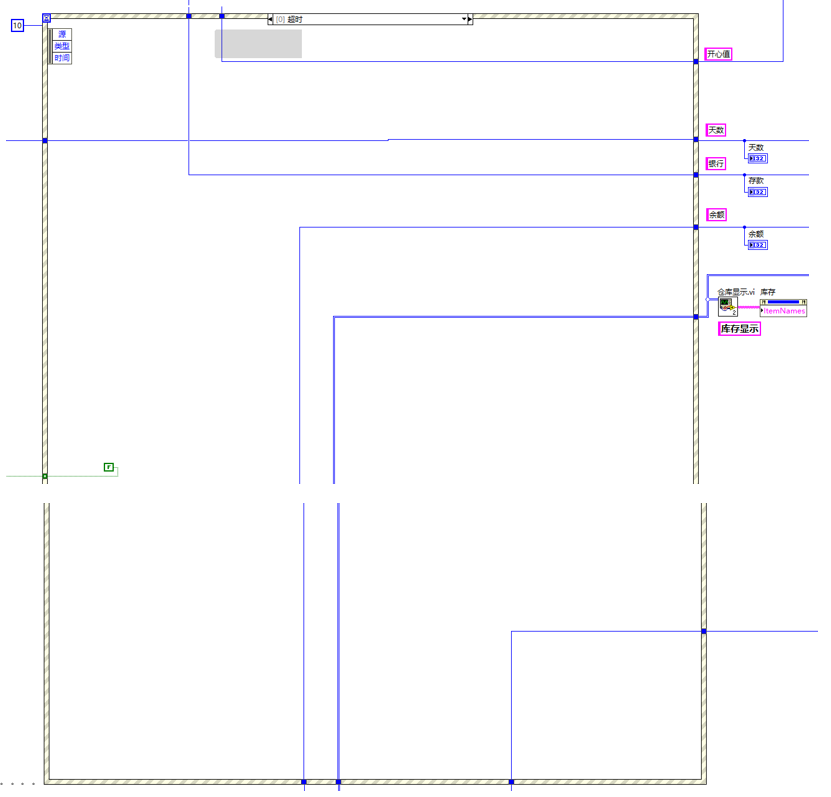 [0] 超时
10
源
类型
时间
开心值
天数
天数
I32
银行
存款
I32
余额
余额
I32
仓库显示.vi
库存
2
ItemNames
库存显示
F